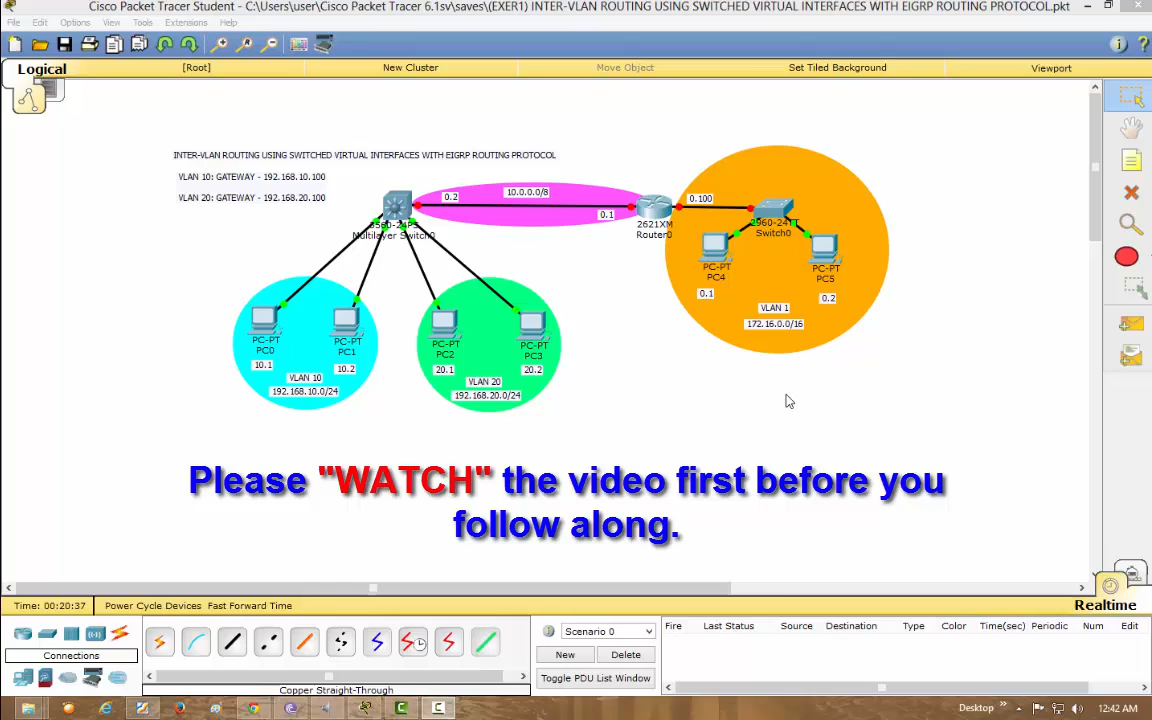 Cisco Packet Tracer Student - C:\Users\user\Cisco Packet Tracer 6.1sv\saves\(EXER1) INTER-VLAN ROUTING USING SWITCHED VIRTUAL INTERFACES WITH EIGRP ROUTING PROTOCOL.pkt
File Edit Options View Tools Extensions Help
Logical [Root] New Cluster Move Object Set Tiled Background Viewport
INTER-VLAN ROUTING USING SWITCHED VIRTUAL INTERFACES WITH EIGRP ROUTING PROTOCOL
VLAN 10: GATEWAY - 192.168.10.100
VLAN 20: GATEWAY - 192.168.20.100
0.2
10.0.0.0/8
0.1
3560-24PS
Multilayer Switch0
2621XM
Router0
0.100
2960-24TT
Switch0
PC-PT
PC4
0.1
PC-PT
PC5
0.2
VLAN 1
172.16.0.0/16
PC-PT
PC0
10.1
PC-PT
PC1
10.2
VLAN 10
192.168.10.0/24
PC-PT
PC2
20.1
PC-PT
PC3
20.2
VLAN 20
192.168.20.0/24
Please "WATCH" the video first before you
follow along.
Time: 00:20:37 Power Cycle Devices Fast Forward Time
Realtime
Connections
Copper Straight-Through
Scenario 0
New Delete
Toggle PDU List Window
Fire Last Status Source Destination Type Color Time(sec) Periodic Num Edit
Desktop 12:42 AM